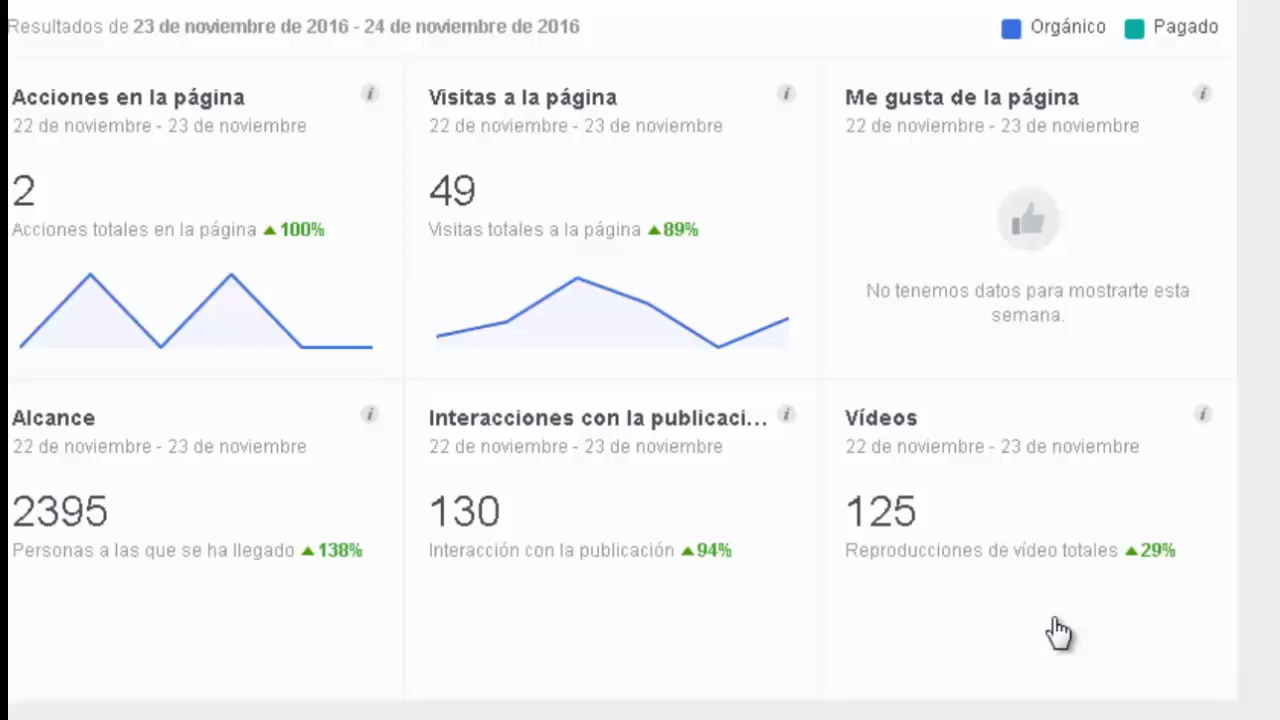 Resultados de 23 de noviembre de 2016 - 24 de noviembre de 2016
Orgánico
Pagado
Acciones en la página
22 de noviembre - 23 de noviembre
2
Acciones totales en la página ▲100%
Visitas a la página
22 de noviembre - 23 de noviembre
49
Visitas totales a la página ▲89%
Me gusta de la página
22 de noviembre - 23 de noviembre
No tenemos datos para mostrarte esta
semana.
Alcance
22 de noviembre - 23 de noviembre
2395
Personas a las que se ha llegado ▲138%
Interacciones con la publicaci...
22 de noviembre - 23 de noviembre
130
Interacción con la publicación ▲94%
Vídeos
22 de noviembre - 23 de noviembre
125
Reproducciones de vídeo totales ▲29%